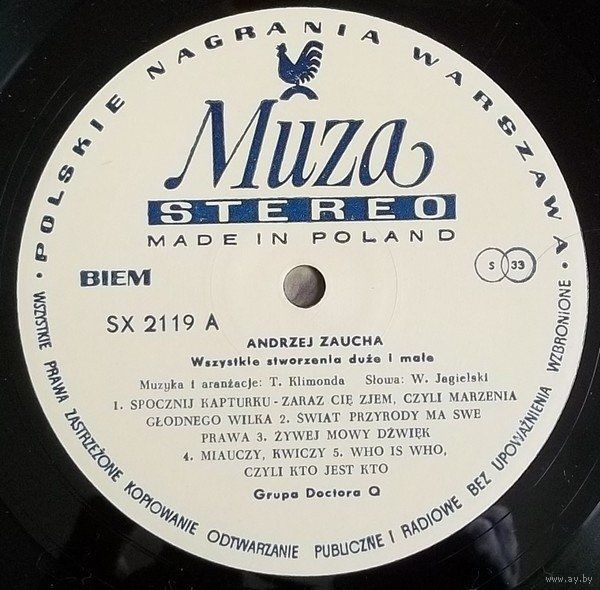 • POLSKIE NAGRANIA WARSZAWA •
Muza
STEREO
MADE IN POLAND
BIEM
S 33
SX 2119 A
ANDRZEJ ZAUCHA
Wszystkie stworzenia duże i małe
Muzyka i aranżacje: T. Klimonda Słowa: W. Jagielski
1. SPOCZNIJ KAPTURKU - ZARAZ CIĘ ZJEM, CZYLI MARZENIA
GŁODNEGO WILKA 2. ŚWIAT PRZYRODY MA SWE
PRAWA 3. ŻYWEJ MOWY DŹWIĘK
4. MIAUCZY, KWICZY 5. WHO IS WHO,
CZYLI KTO JEST KTO
Grupa Doctora Q
WSZYSTKIE PRAWA ZASTRZEŻONE KOPIOWANIE ODTWARZANIE PUBLICZNE I RADIOWE BEZ UPOWAŻNIENIA WZBRONIONE
www.ay.by